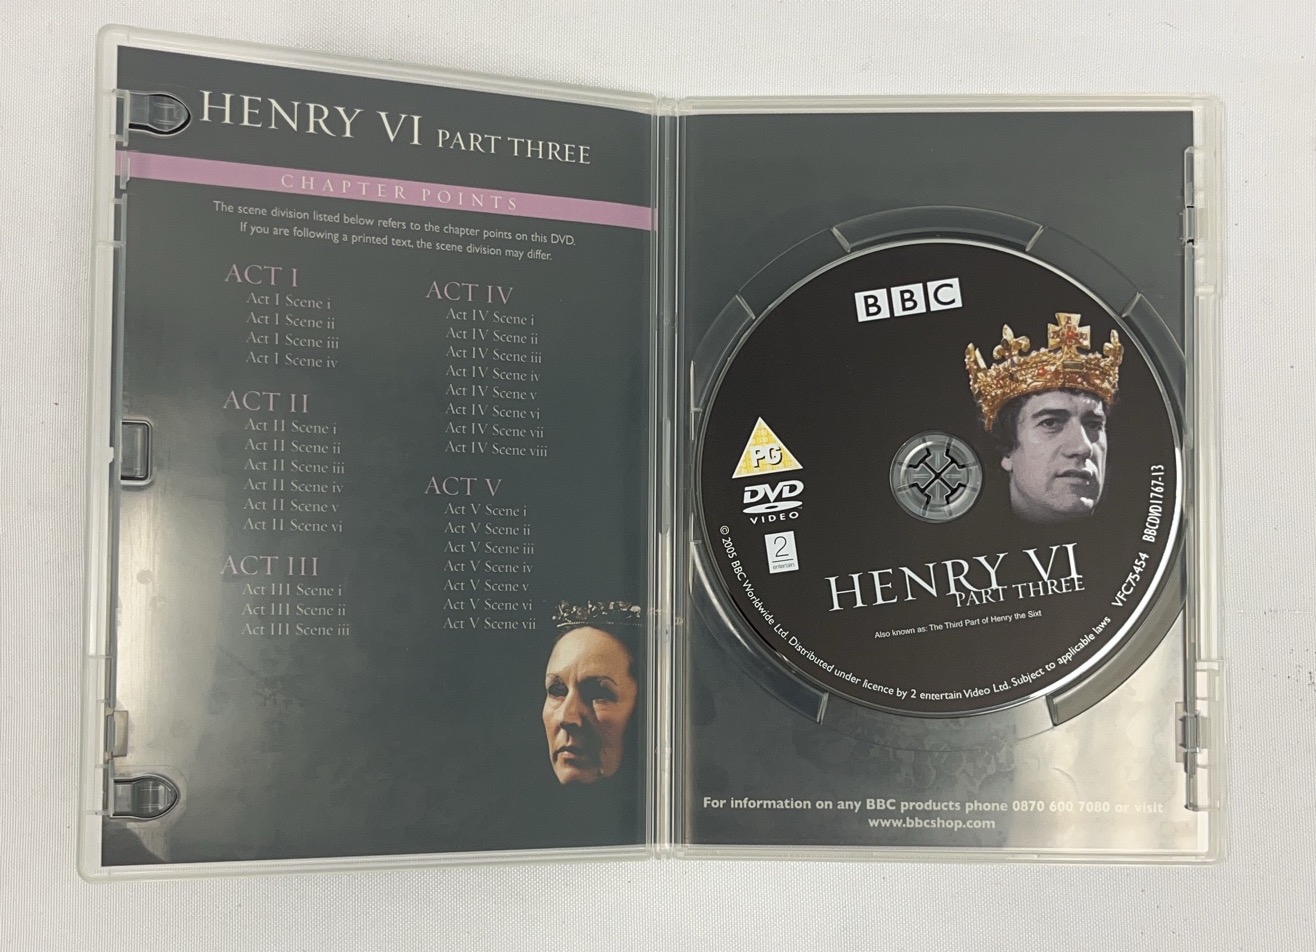 HENRY VI PART THREE
CHAPTER POINTS
The scene division listed below refers to the chapter points on this DVD.
If you are following a printed text, the scene division may differ.
ACT I
Act I Scene i
Act I Scene ii
Act I Scene iii
Act I Scene iv
ACT II
Act II Scene i
Act II Scene ii
Act II Scene iii
Act II Scene iv
Act II Scene v
Act II Scene vi
ACT III
Act III Scene i
Act III Scene ii
Act III Scene iii
ACT IV
Act IV Scene i
Act IV Scene ii
Act IV Scene iii
Act IV Scene iv
Act IV Scene v
Act IV Scene vi
Act IV Scene vii
Act IV Scene viii
ACT V
Act V Scene i
Act V Scene ii
Act V Scene iii
Act V Scene iv
Act V Scene v
Act V Scene vi
Act V Scene vii
BBC
PG
DVD
VIDEO
2
entertain
HENRY VI
PART THREE
Also known as: The Third Part of Henry the Sixt
© 2005 BBC Worldwide Ltd. Distributed under licence by 2 entertain Video Ltd. Subject to applicable laws
VFC75454 BBCDVD1767-13
For information on any BBC products phone 0870 600 7080 or visit
www.bbcshop.com